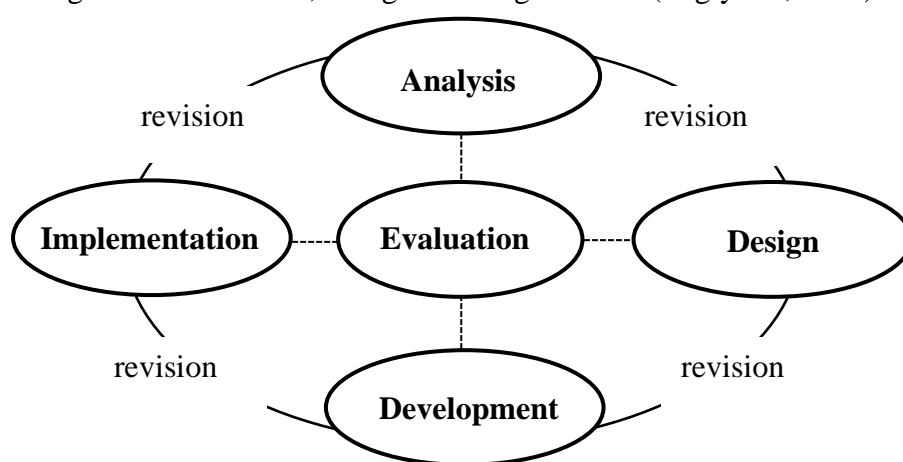 Analysis
revision revision
Implementation Evaluation Design
revision revision
Development